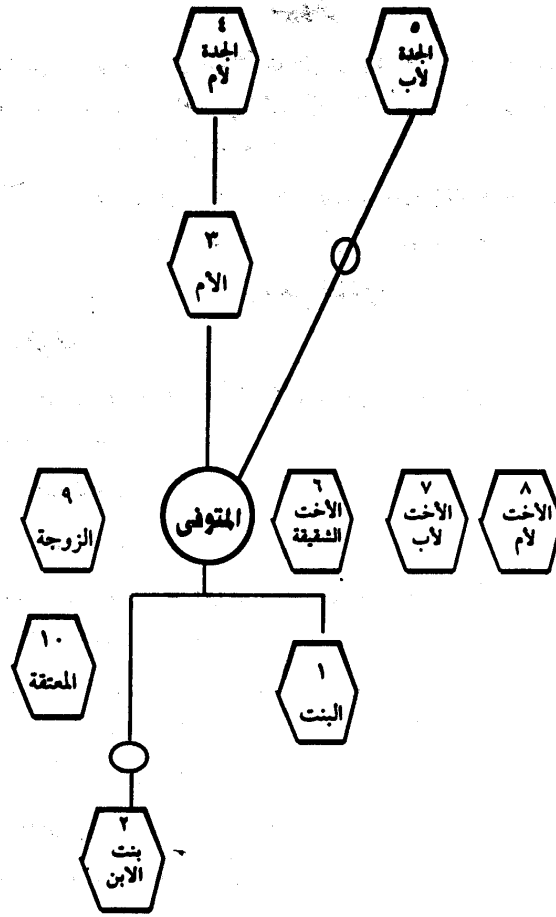 ٥
الجدة
لأب
٤
الجدة
لأم
٣
الأم
٨
الأخت
لأم
٧
الأخت
لأب
٦
الأخت
الشقيقة
المتوفى
٩
الزوجة
١
البنت
١٠
المعتقة
٢
بنت
الابن